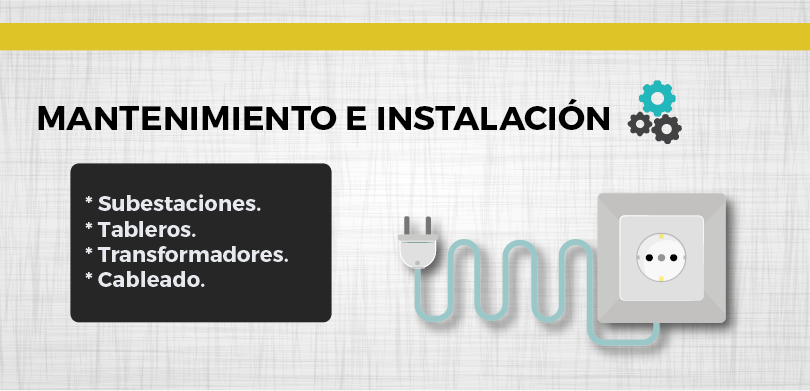 MANTENIMIENTO E INSTALACIÓN
* Subestaciones.
* Tableros.
* Transformadores.
* Cableado.